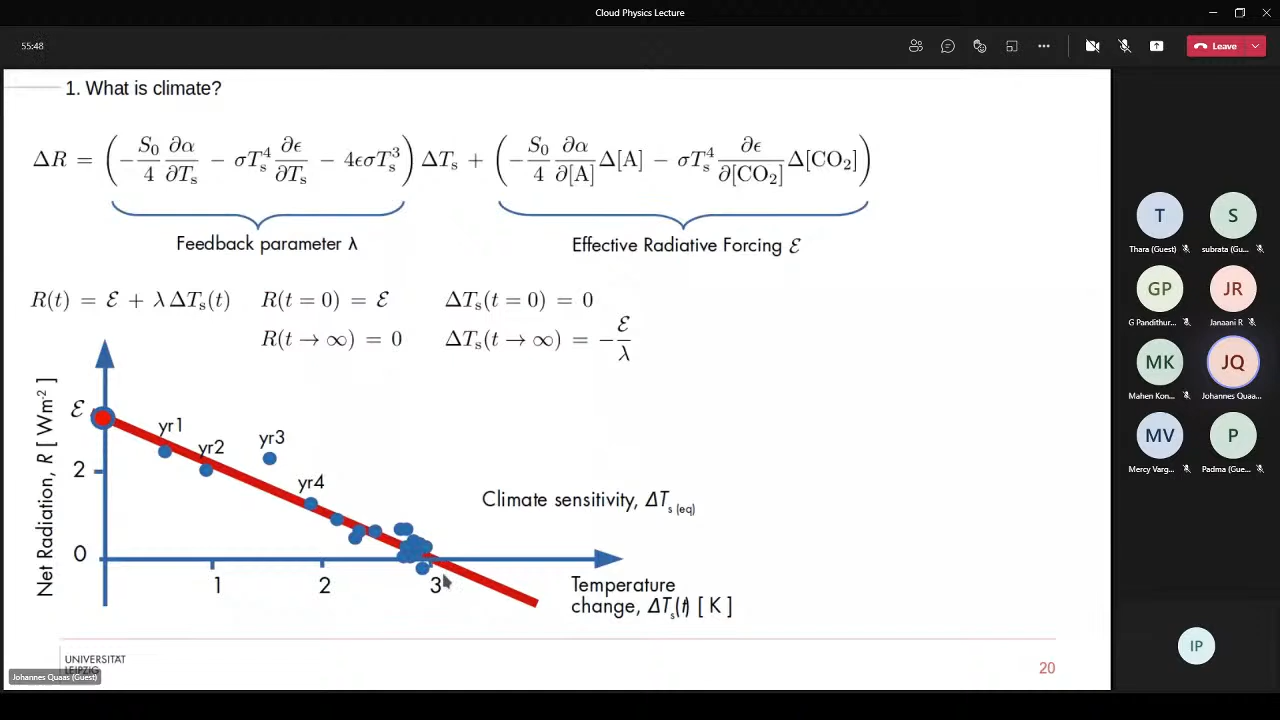 Cloud Physics Lecture
55:48
Leave
1. What is climate?
ΔR = (−S₀/4 ∂α/∂Tₛ − σTₛ⁴ ∂ϵ/∂Tₛ − 4ϵσTₛ³) ΔTₛ + (−S₀/4 ∂α/∂[A] Δ[A] − σTₛ⁴ ∂ϵ/∂[CO₂] Δ[CO₂])
Feedback parameter λ
Effective Radiative Forcing ℰ
R(t) = ℰ + λ ΔTₛ(t) R(t = 0) = ℰ ΔTₛ(t = 0) = 0
R(t → ∞) = 0 ΔTₛ(t → ∞) = −ℰ/λ
Net Radiation, R [ Wm⁻² ]
ℰ
2
0
yr1
yr2
yr3
yr4
Climate sensitivity, ΔTₛ (eq)
1
2
3
Temperature
change, ΔTₛ(t) [ K ]
UNIVERSITÄT
LEIPZIG
20
Johannes Quaas (Guest)
T
Thara (Guest)
S
subrata (Gu...
GP
G Pandithur...
JR
Janaani R
MK
Mahen Kon...
JQ
Johannes Quaa...
MV
Mercy Varg...
P
Padma (Gue...
IP